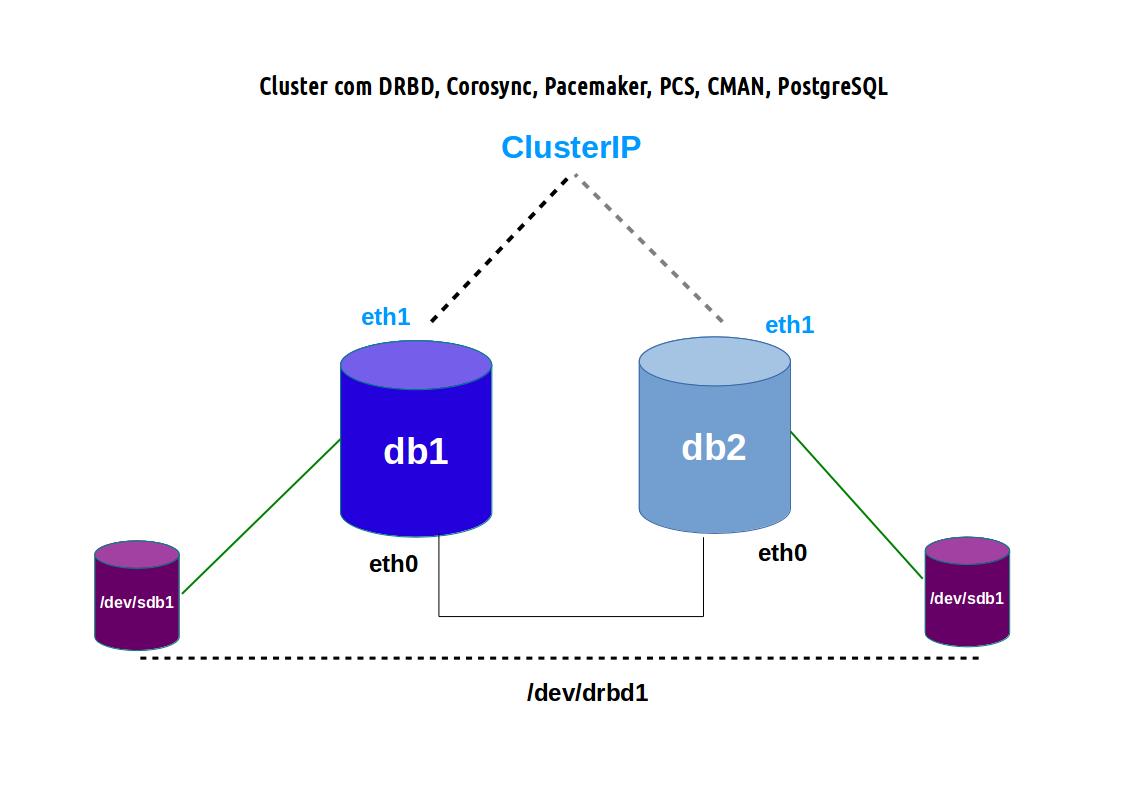 Cluster com DRBD, Corosync, Pacemaker, PCS, CMAN, PostgreSQL
ClusterIP
eth1
eth1
db1
db2
eth0
eth0
/dev/sdb1
/dev/sdb1
/dev/drbd1